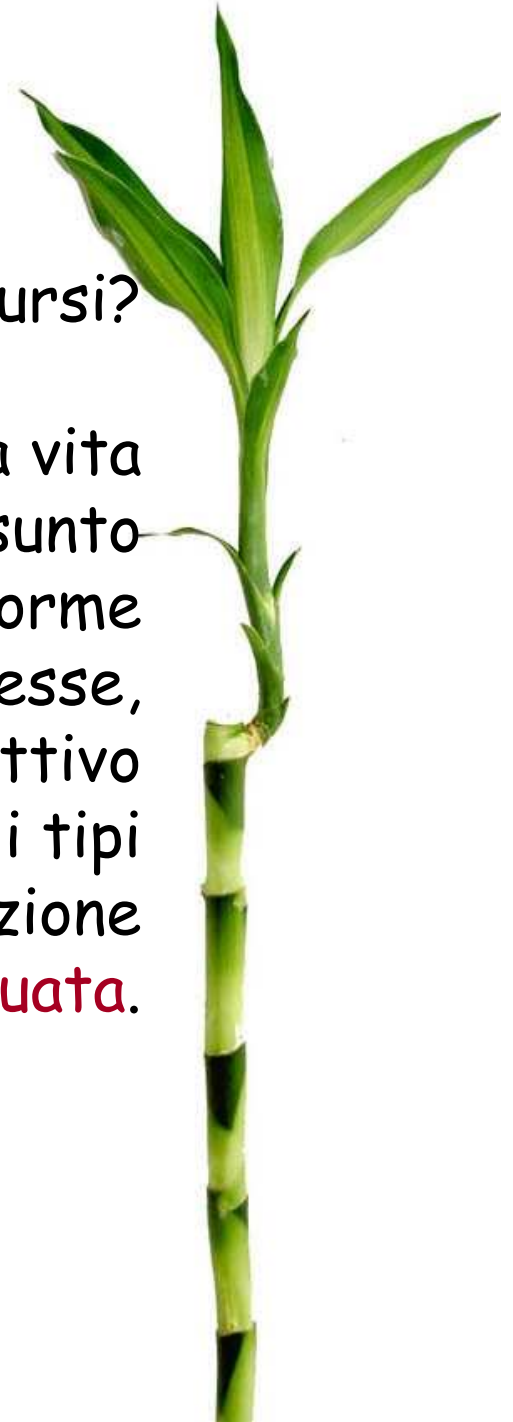 ursi?
a vita
sunto
orme
esse,
ttivo
i tipi
zione
uata.